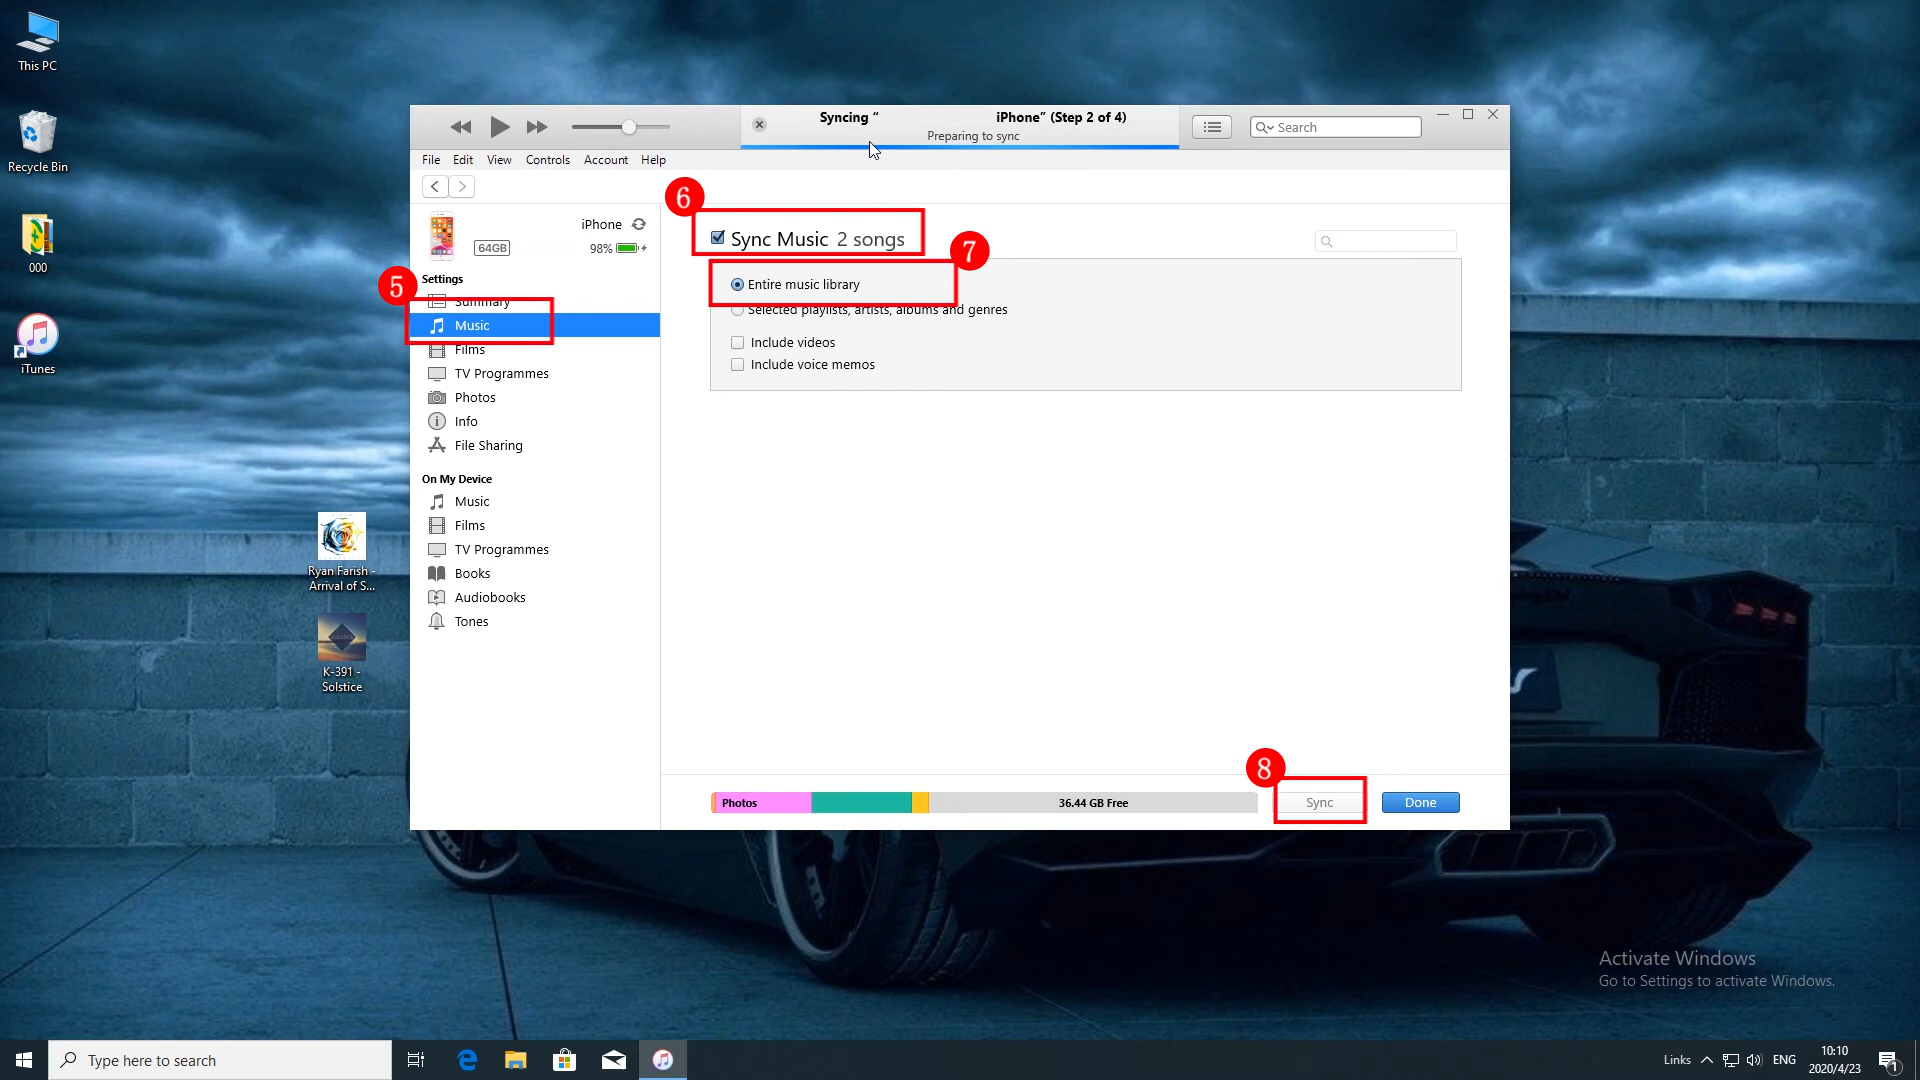 This PC
Recycle Bin
000
iTunes
Ryan Farish -
Arrival of S...
K-391 -
Solstice
Syncing “ iPhone” (Step 2 of 4)
Preparing to sync
Search
File Edit View Controls Account Help
iPhone
64GB
98%
Settings
Summary
Music
Films
TV Programmes
Photos
Info
File Sharing
On My Device
Music
Films
TV Programmes
Books
Audiobooks
Tones
5
6
Sync Music 2 songs
7
Entire music library
Selected playlists, artists, albums and genres
Include videos
Include voice memos
8
Photos
36.44 GB Free
Sync
Done
Activate Windows
Go to Settings to activate Windows.
Type here to search
Links
ENG
10:10
2020/4/23
1